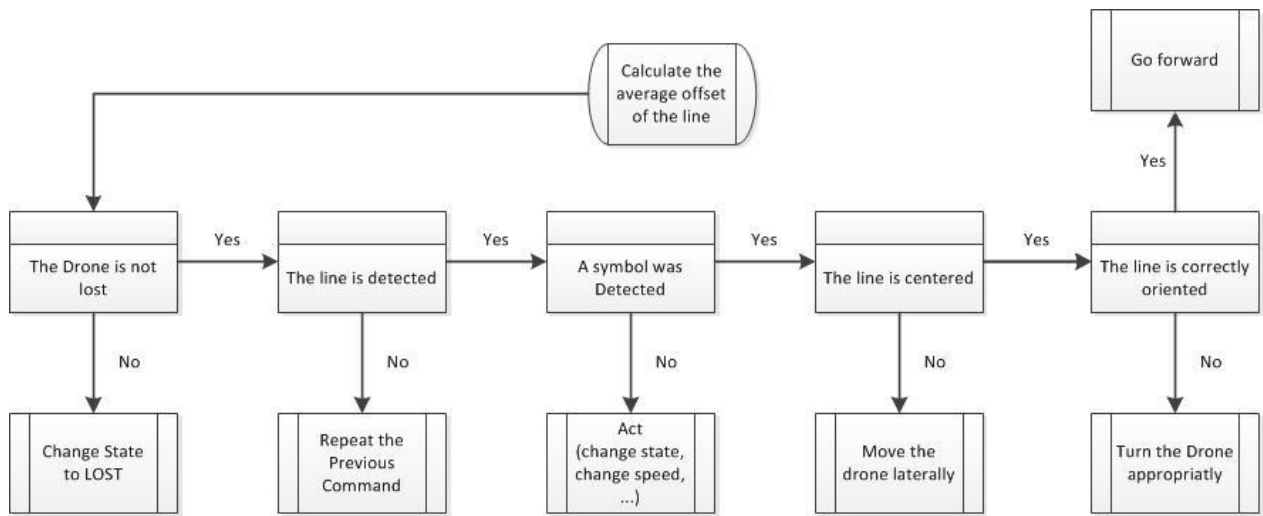 Go forward
Calculate the
average offset
of the line
Yes
The Drone is not
lost
Yes
The line is detected
Yes
A symbol was
Detected
Yes
The line is centered
Yes
The line is correctly
oriented
No
No
No
No
No
Change State
to LOST
Repeat the
Previous
Command
Act
(change state,
change speed,
...)
Move the
drone laterally
Turn the Drone
appropriatly